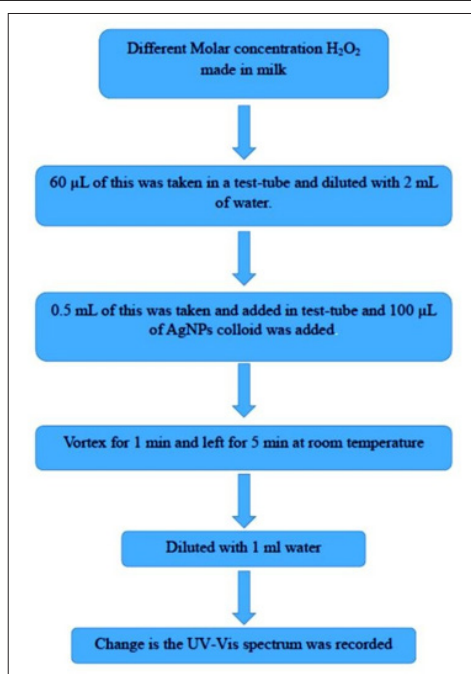 Different Molar concentration H₂O₂
made in milk
60 µL of this was taken in a test-tube and diluted with 2 mL
of water.
0.5 mL of this was taken and added in test-tube and 100 µL
of AgNPs colloid was added.
Vortex for 1 min and left for 5 min at room temperature
Diluted with 1 ml water
Change is the UV-Vis spectrum was recorded